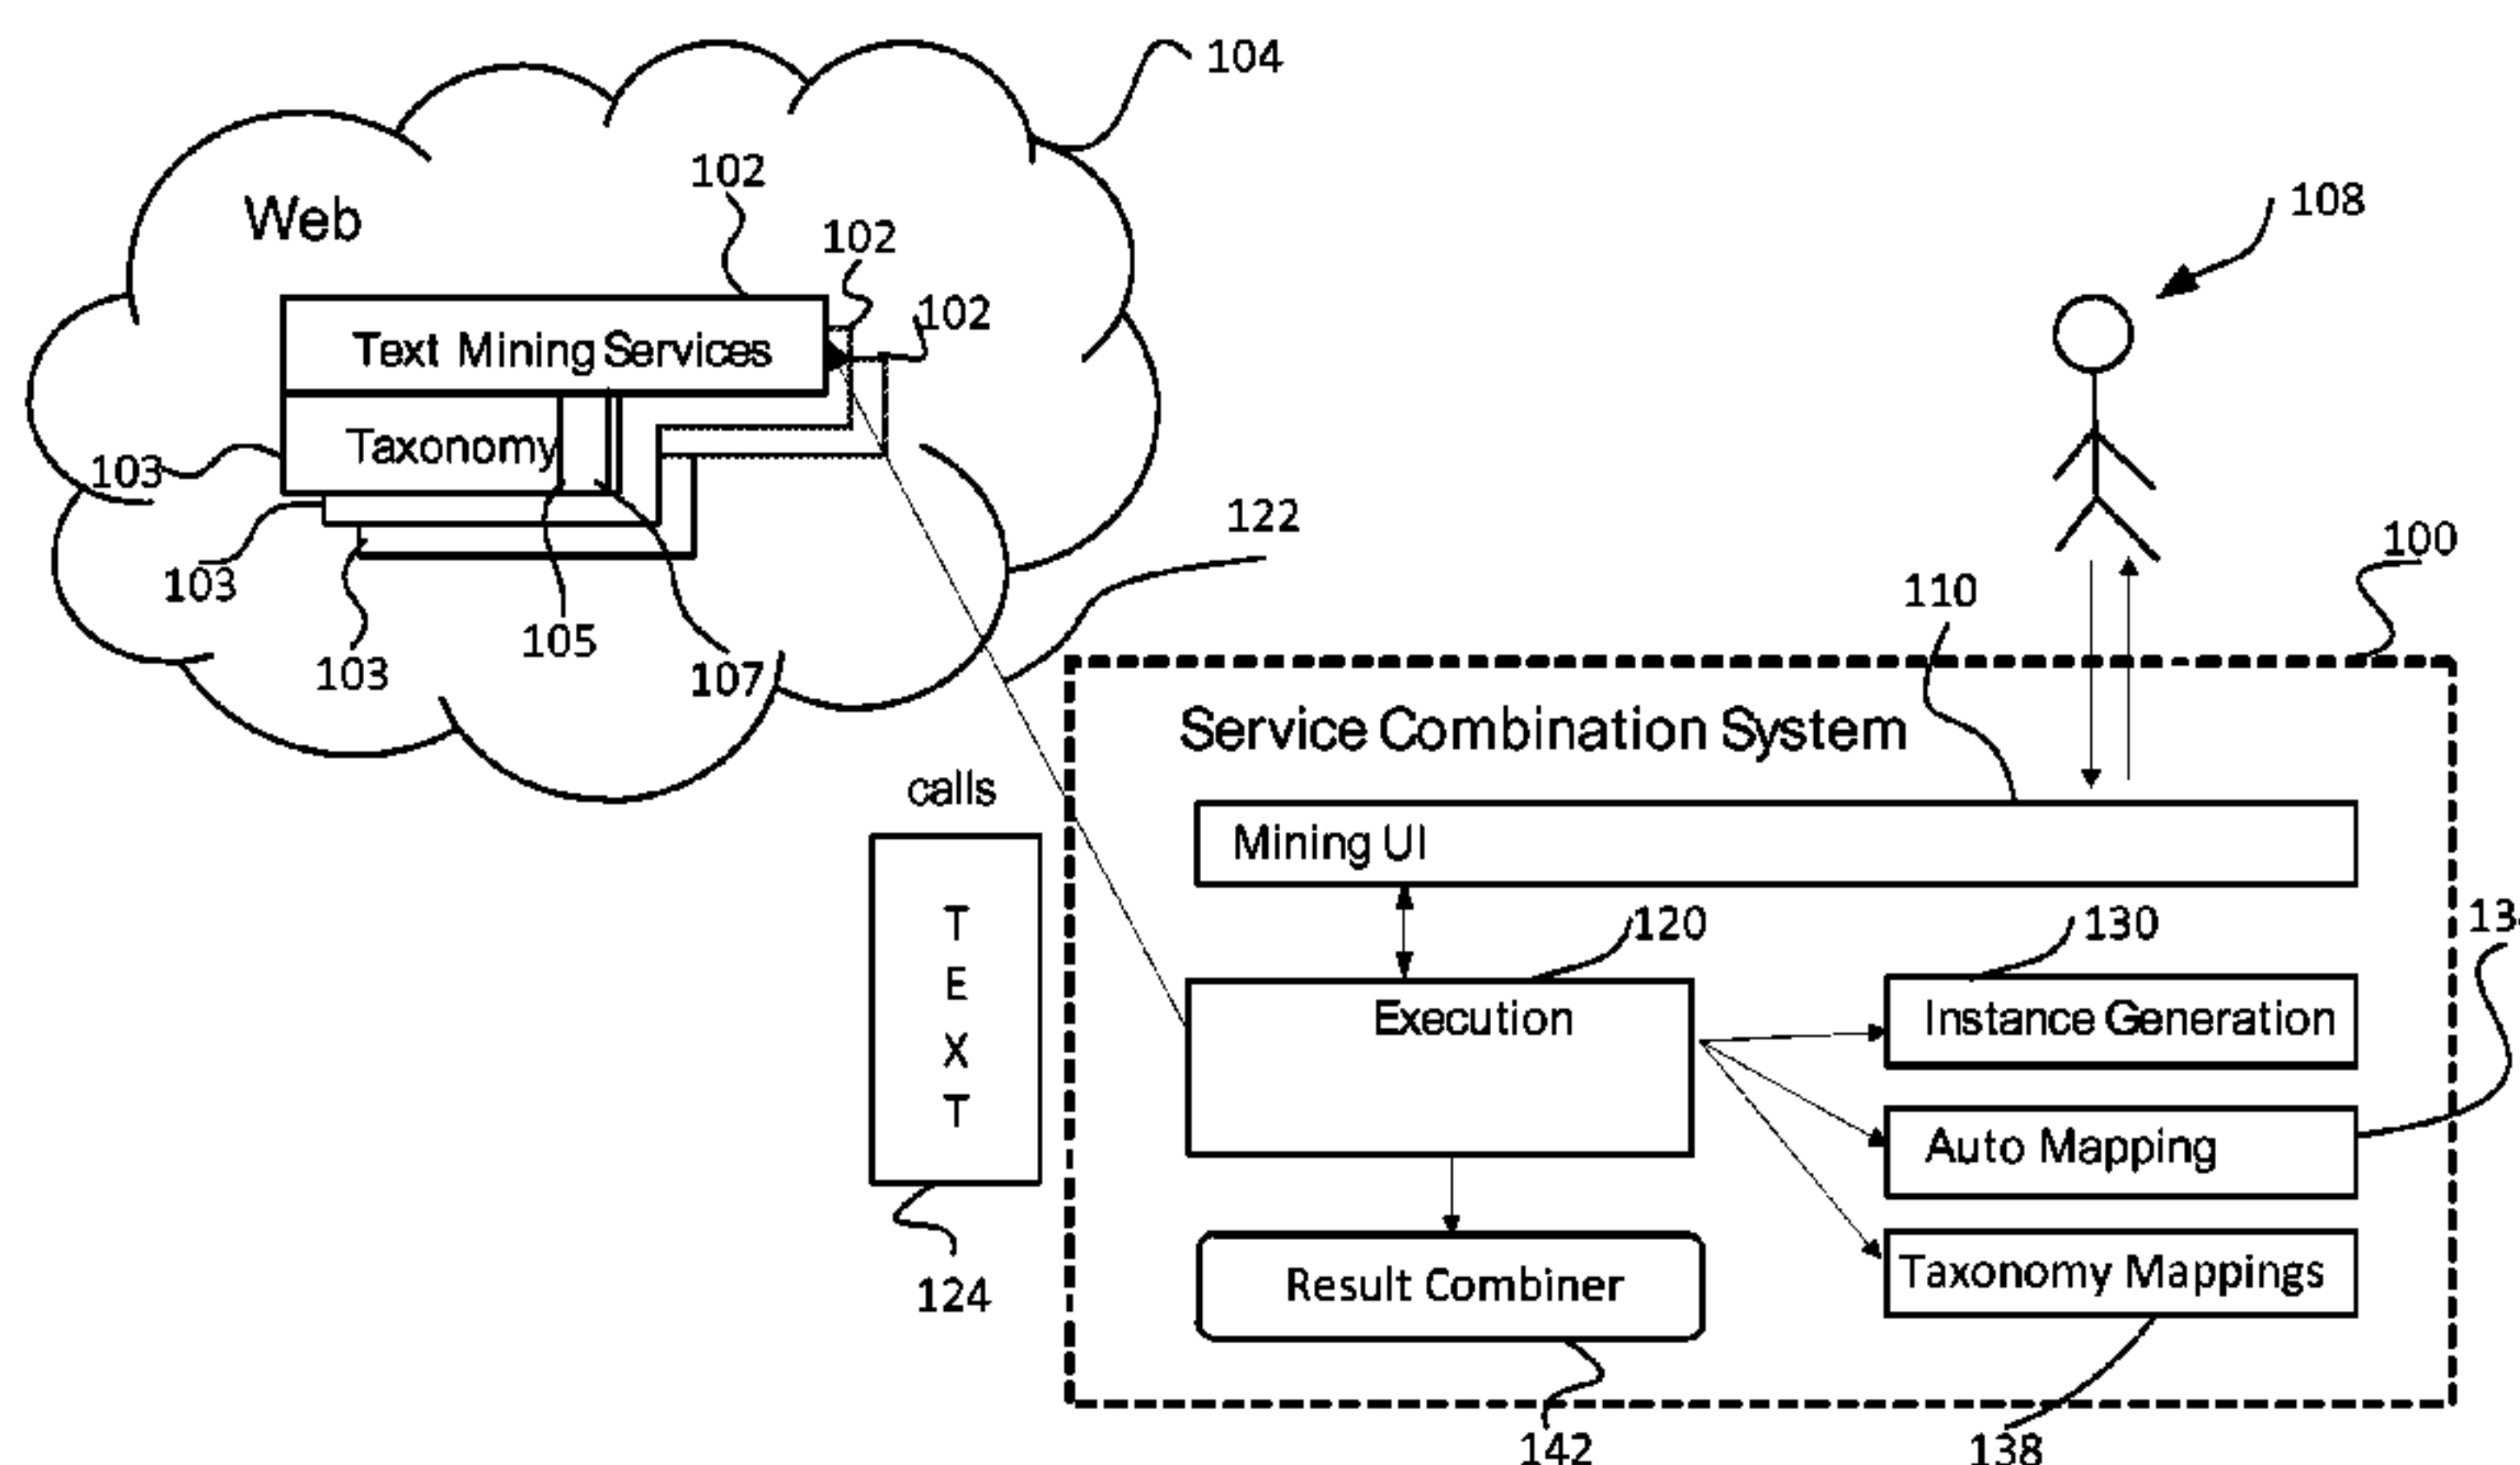 104
102
Web
108
102
102
Text Mining Services
Taxonomy
103
122
100
103
110
105
103
107
Service Combination System
calls
Mining UI
120
130
T
E
X
T
Execution
Instance Generation
Auto Mapping
Result Combiner
Taxonomy Mappings
124
142
138